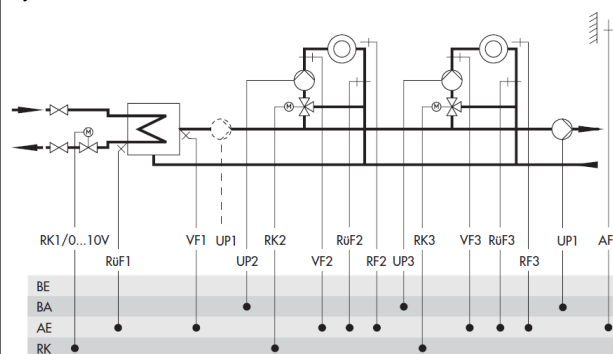 M
M
M
RK1/0...10V
VF1
UP1
RK2
RüF2
RK3
VF3
RüF3
UP1
AF
RüF1
UP2
VF2
RF2
UP3
RF3
BE
BA
AE
RK